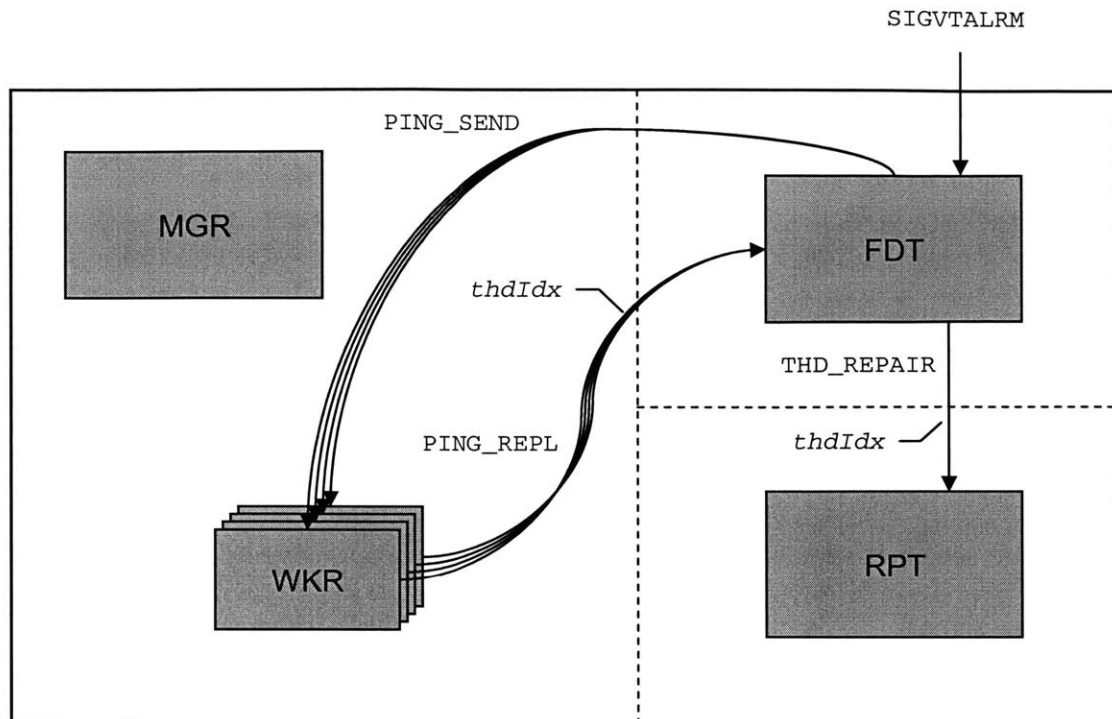 SIGVTALRM
PING_SEND
MGR
FDT
thdIdx
THD_REPAIR
PING_REPL
thdIdx
WKR
RPT